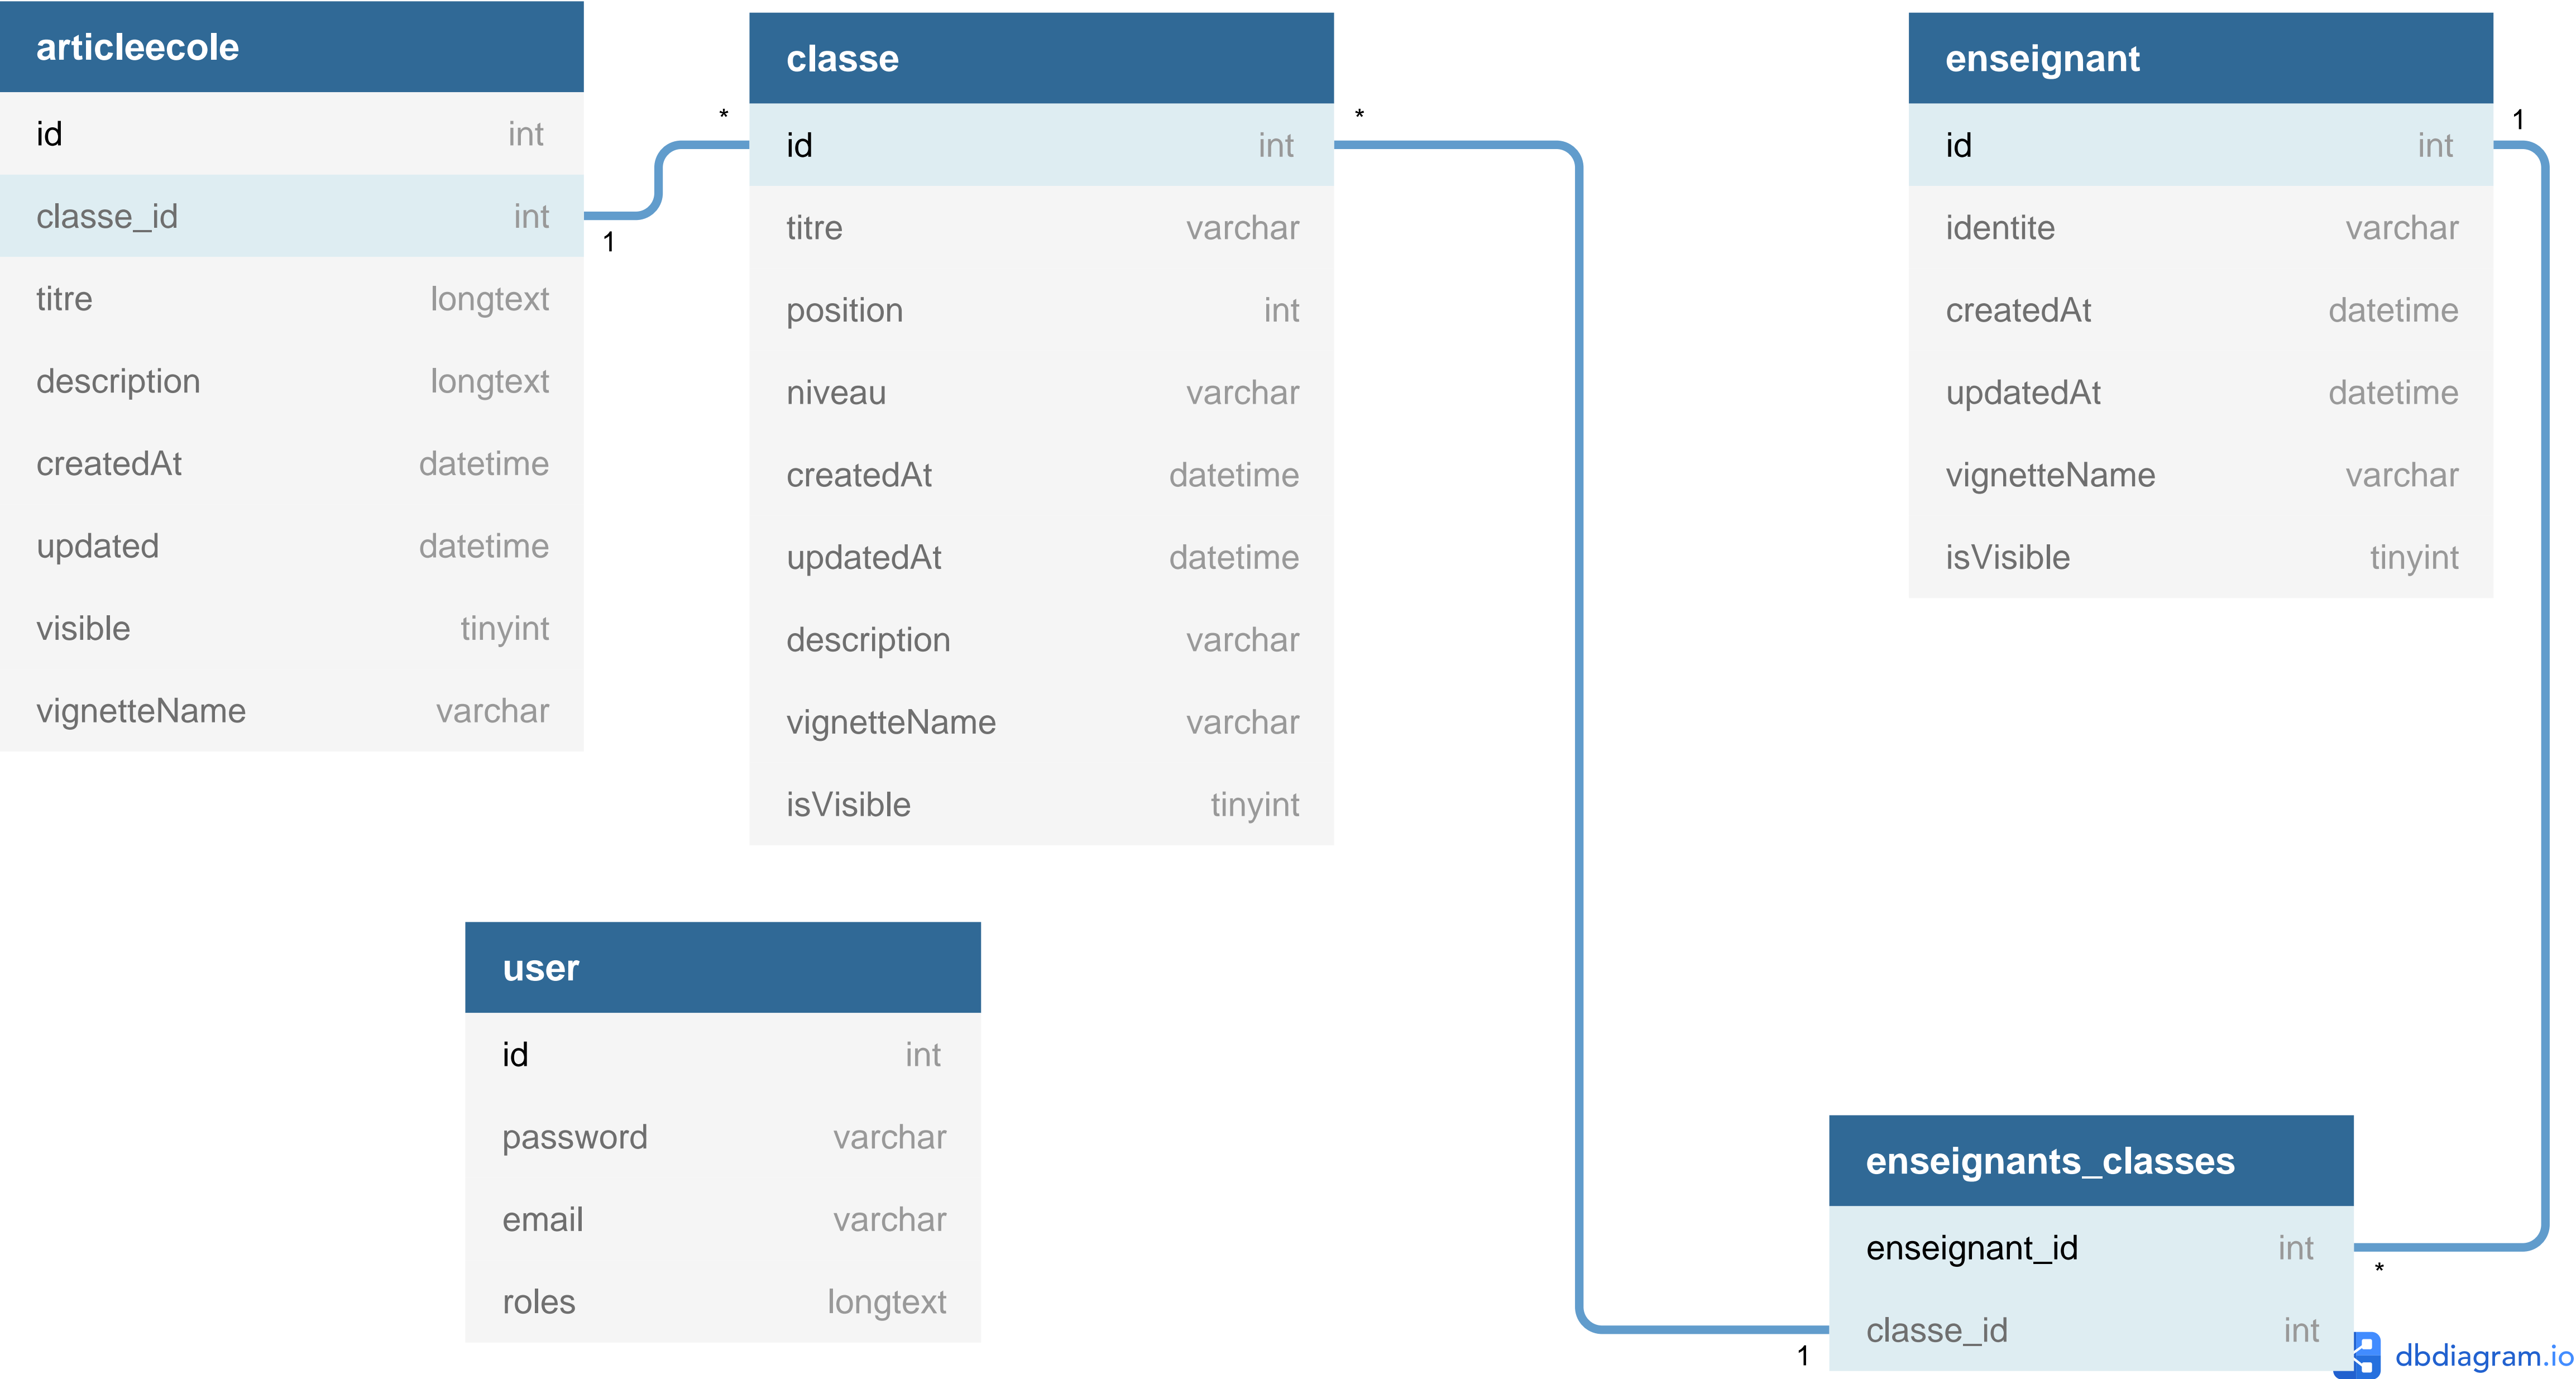 articleecole
id int
classe_id int
titre longtext
description longtext
createdAt datetime
updated datetime
visible tinyint
vignetteName varchar
1
*
classe
id int
titre varchar
position int
niveau varchar
createdAt datetime
updatedAt datetime
description varchar
vignetteName varchar
isVisible tinyint
*
enseignant
id int
identite varchar
createdAt datetime
updatedAt datetime
vignetteName varchar
isVisible tinyint
1
user
id int
password varchar
email varchar
roles longtext
enseignants_classes
enseignant_id int
classe_id int
*
1
dbdiagram.io